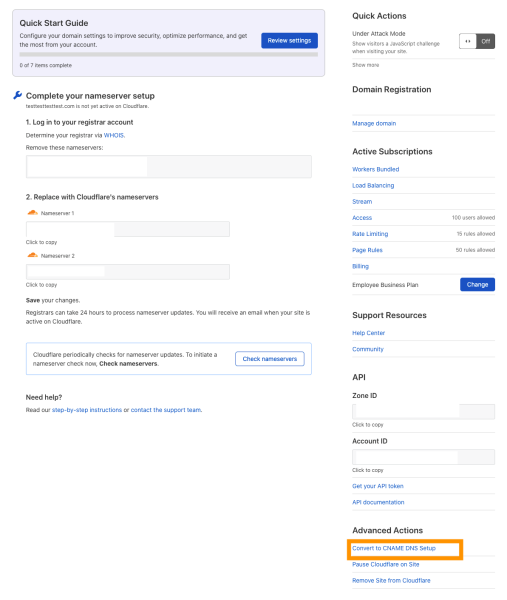 Quick Start Guide
Configure your domain settings to improve security, optimize performance, and get
the most from your account.
Review settings
0 of 7 items complete
Complete your nameserver setup
testtesttesttest.com is not yet active on Cloudflare.
1. Log in to your registrar account
Determine your registrar via WHOIS.
Remove these nameservers:
2. Replace with Cloudflare's nameservers
Nameserver 1
Click to copy
Nameserver 2
Click to copy
Save your changes.
Registrars can take 24 hours to process nameserver updates. You will receive an email when your site is
active on Cloudflare.
Cloudflare periodically checks for nameserver updates. To initiate a
nameserver check now, Check nameservers.
Check nameservers
Need help?
Read our step-by-step instructions or contact the support team.
Quick Actions
Under Attack Mode
Show visitors a JavaScript challenge
when visiting your site.
Off
Show more
Domain Registration
Manage domain
Active Subscriptions
Workers Bundled
Load Balancing
Stream
Access 100 users allowed
Rate Limiting 15 rules allowed
Page Rules 50 rules allowed
Billing
Employee Business Plan
Change
Support Resources
Help Center
Community
API
Zone ID
Click to copy
Account ID
Click to copy
Get your API token
API documentation
Advanced Actions
Convert to CNAME DNS Setup
Pause Cloudflare on Site
Remove Site from Cloudflare